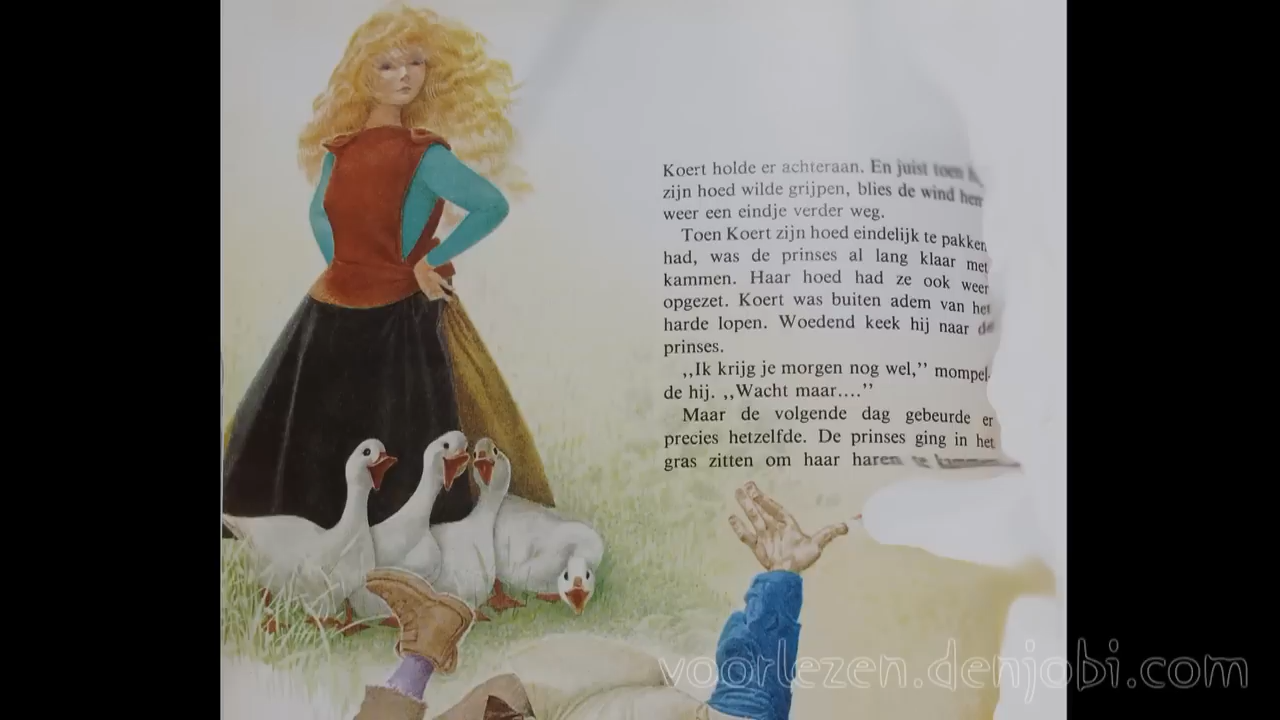 Koert holde er achteraan. En juist toen
zijn hoed wilde grijpen, blies de wind hem
weer een eindje verder weg.
Toen Koert zijn hoed eindelijk te pakken
had, was de prinses al lang klaar met
kammen. Haar hoed had ze ook weer
opgezet. Koert was buiten adem van het
harde lopen. Woedend keek hij naar de
prinses.
,,Ik krijg je morgen nog wel,” mompel-
de hij. ,,Wacht maar....”
Maar de volgende dag gebeurde er
precies hetzelfde. De prinses ging in het
gras zitten om haar haren te kammen
voorlezen.denjobi.com